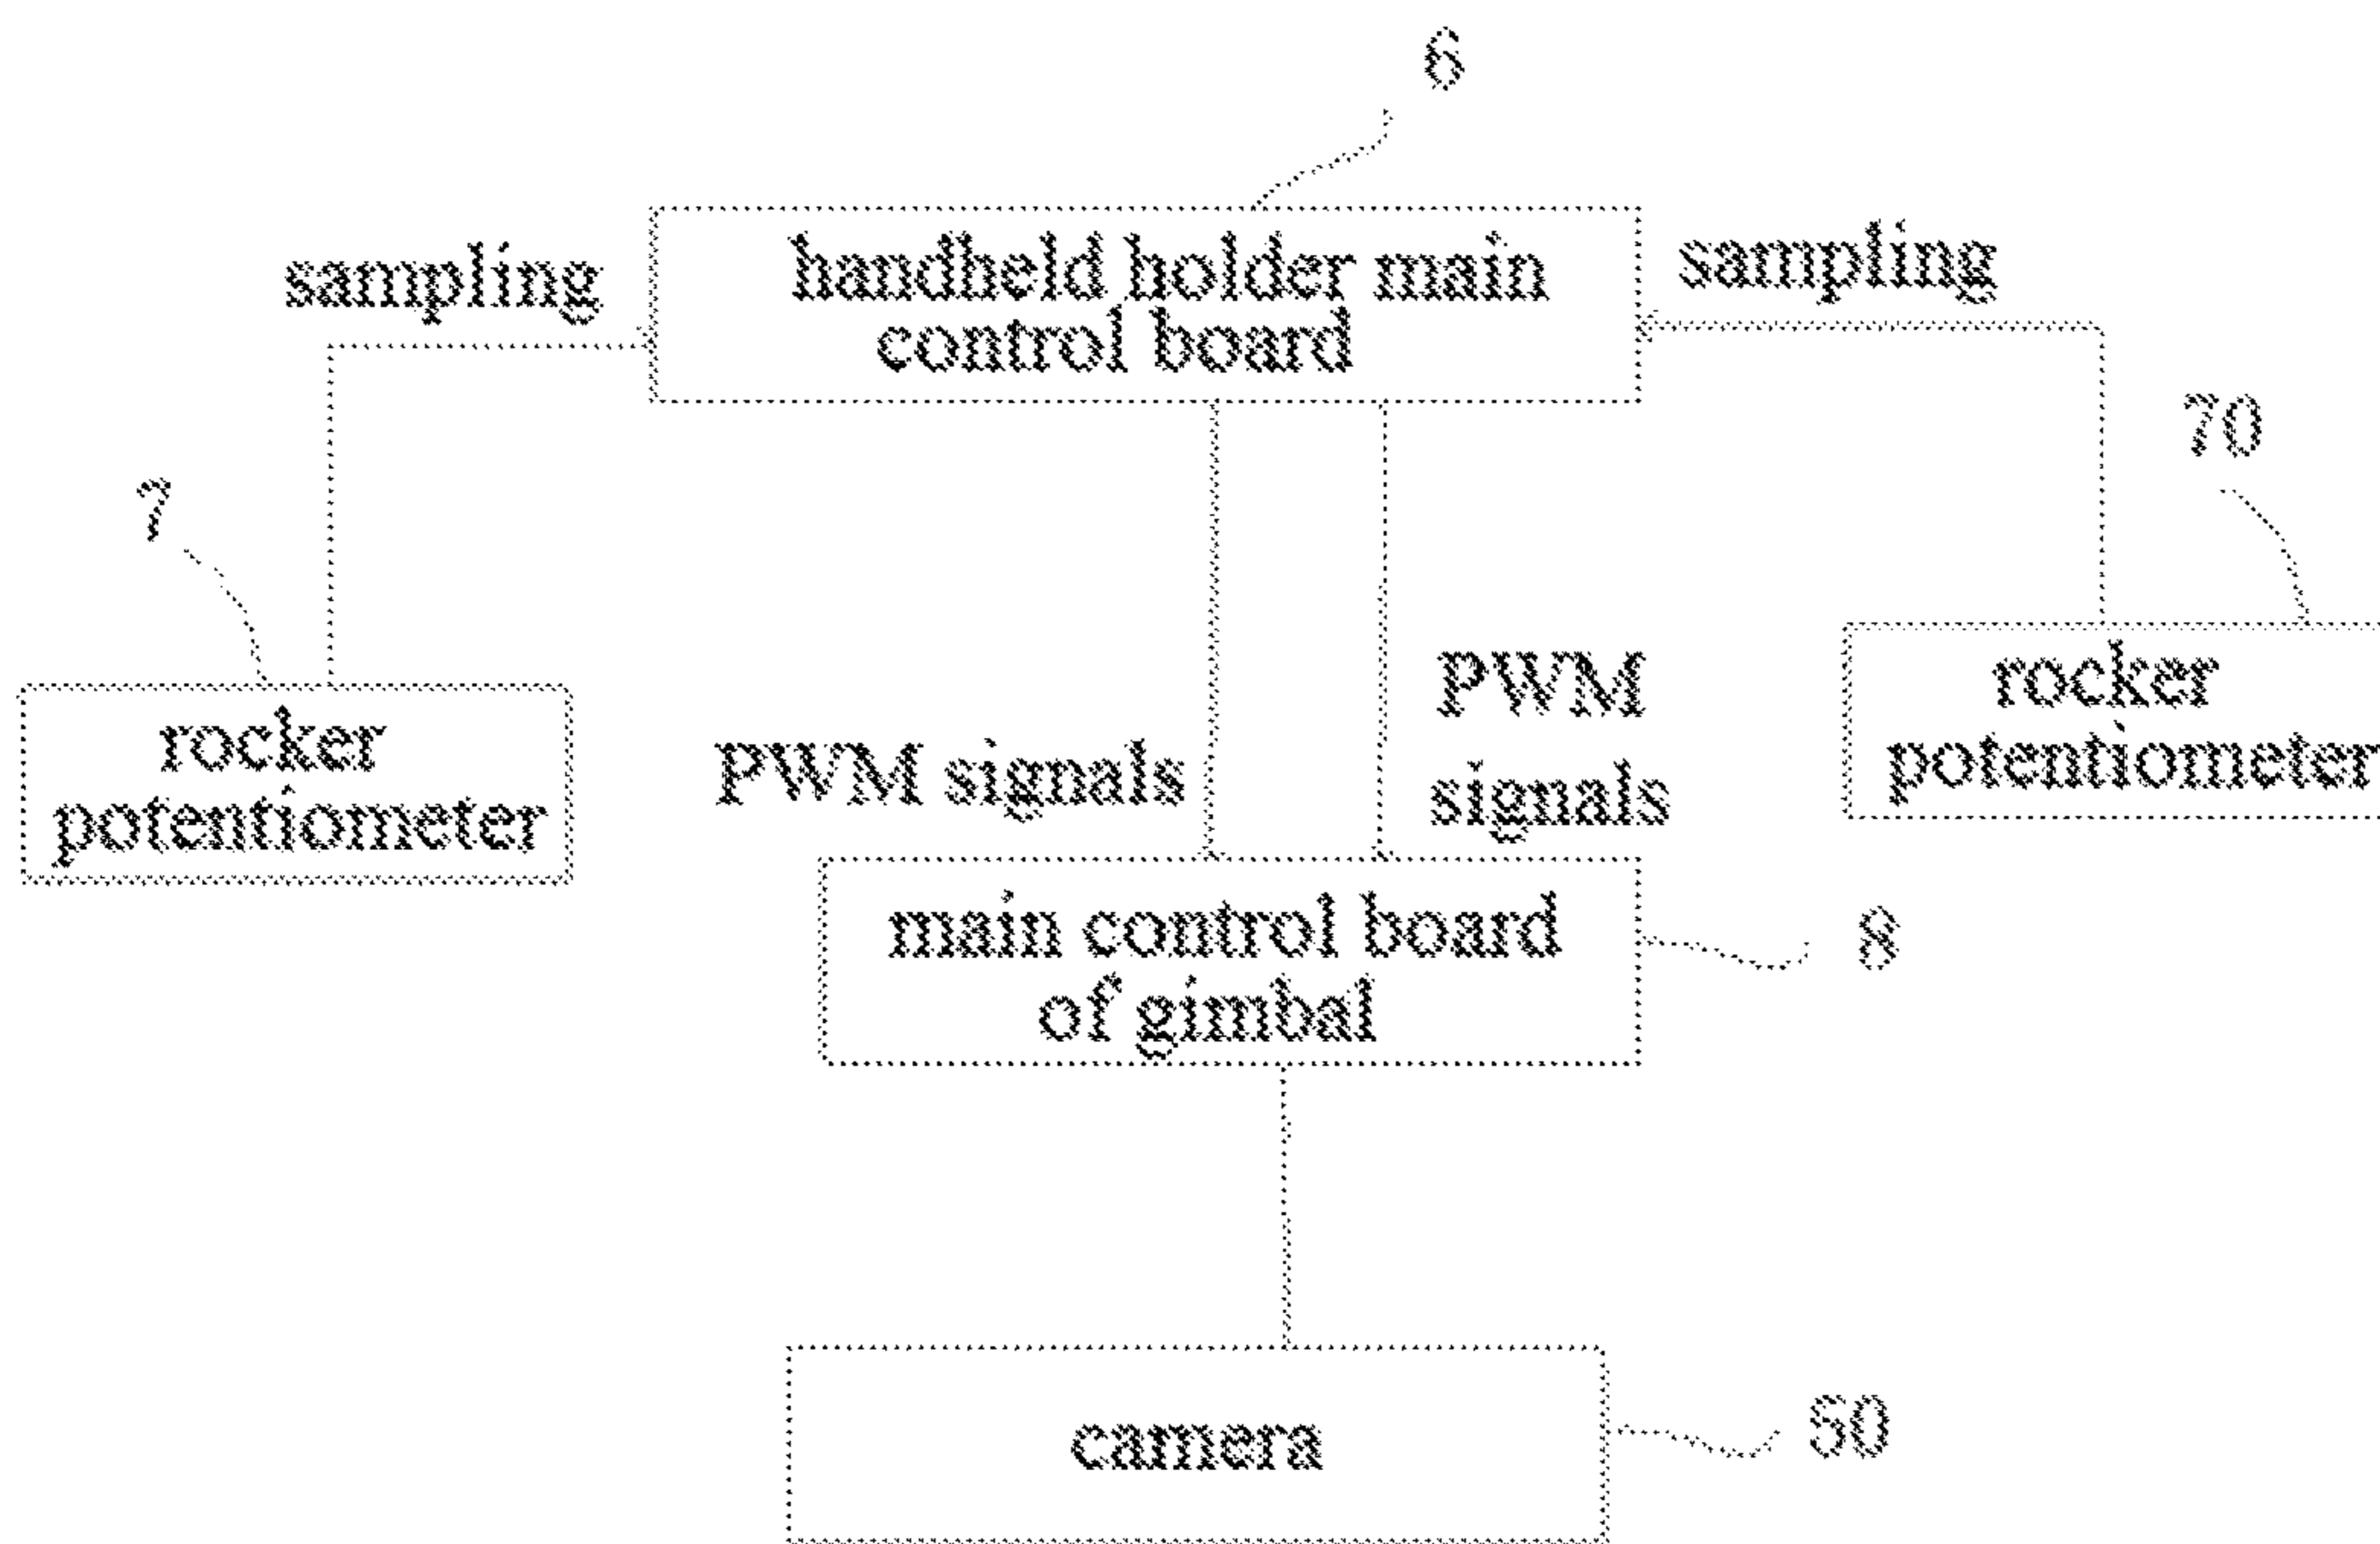 6
handheld holder main
control board
sampling
sampling
70
7
rocker
potentiometer
rocker
potentiometer
PWM signals
PWM
signals
main control board
of gimbal
8
camera
50